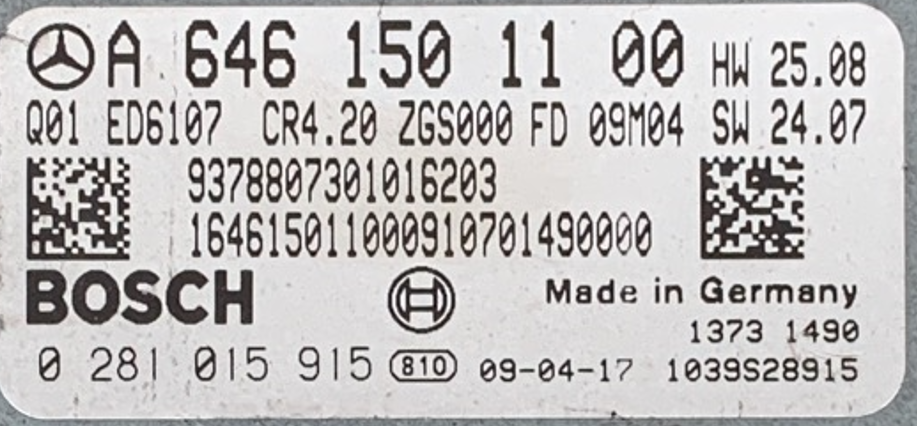 A 646 150 11 00 HW 25.08
Q01 ED6107 CR4.20 ZGS000 FD 09M04 SW 24.07
9378807301016203
164615011000910701490000
BOSCH Made in Germany
1373 1490
0 281 015 915 810 09-04-17 1039S28915